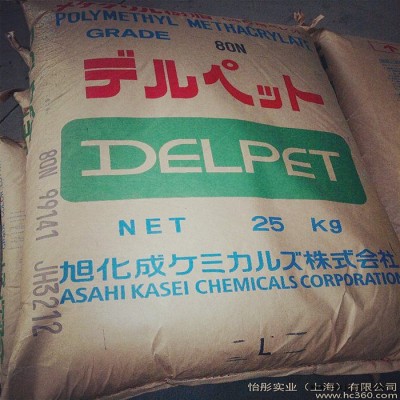 POLYMETHYL METHACRYLATE
GRADE 80N
デルペット
DELPET
NET 25 Kg
旭化成ケミカルズ株式会社
ASAHI KASEI CHEMICALS CORPORATION
80N 99141 JH3212
怡彤实业（上海）有限公司
www.hc360.com